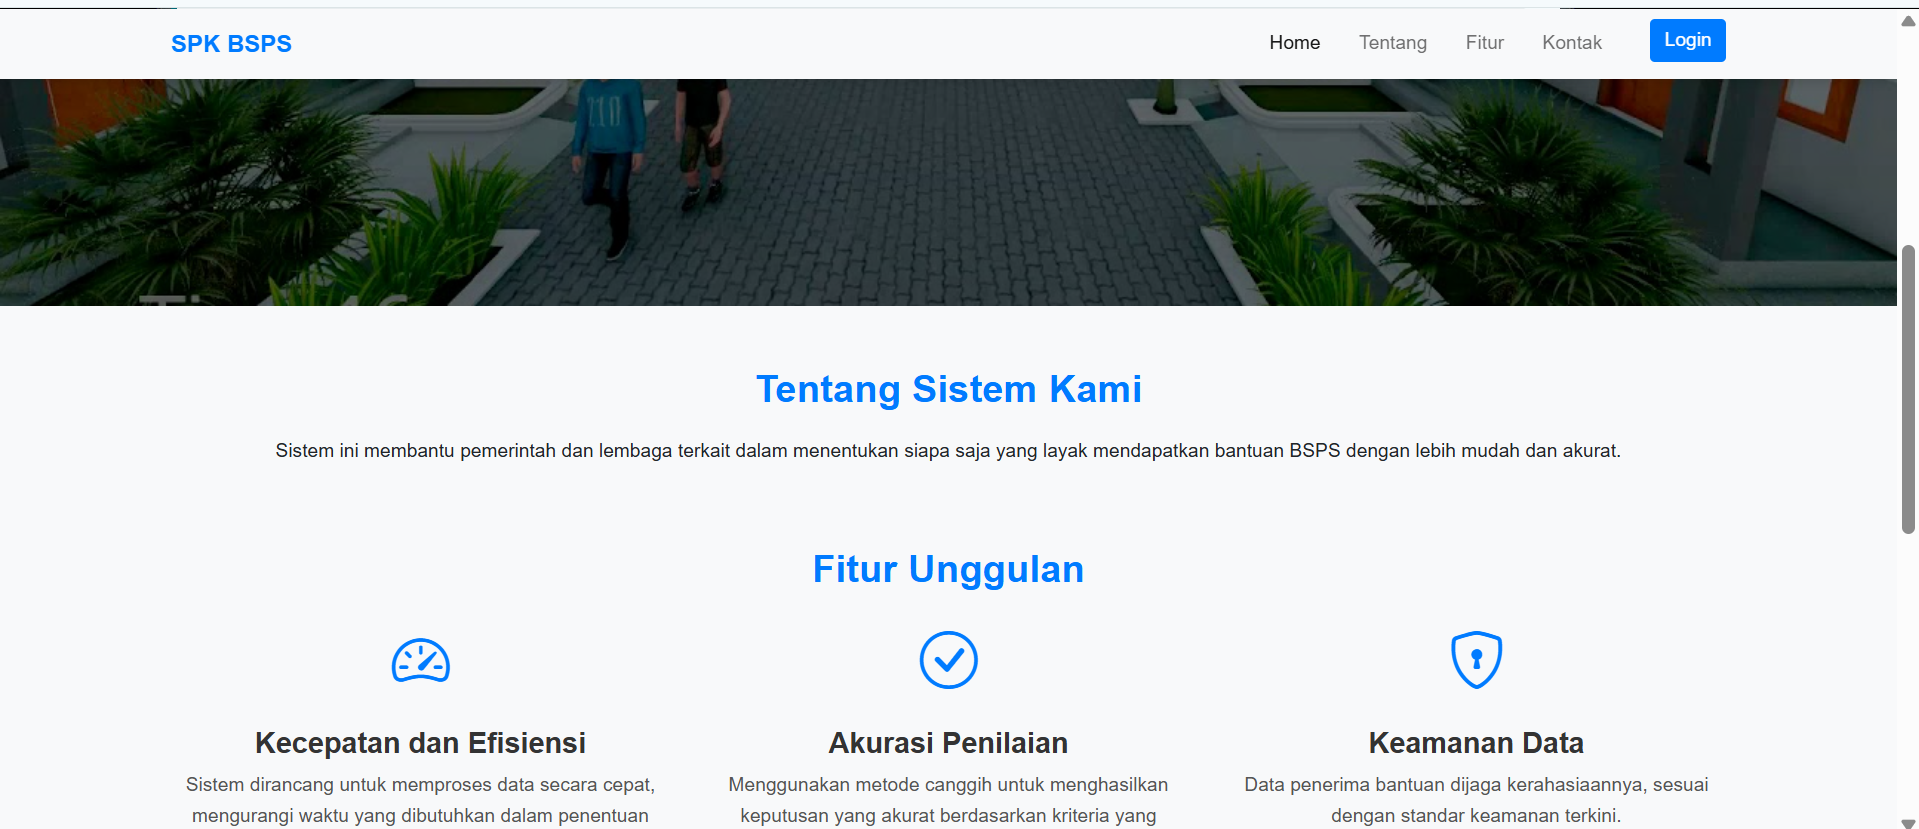 SPK BSPS
Home Tentang Fitur Kontak Login
210
Tentang Sistem Kami
Sistem ini membantu pemerintah dan lembaga terkait dalam menentukan siapa saja yang layak mendapatkan bantuan BSPS dengan lebih mudah dan akurat.
Fitur Unggulan
Kecepatan dan Efisiensi
Sistem dirancang untuk memproses data secara cepat,
mengurangi waktu yang dibutuhkan dalam penentuan
Akurasi Penilaian
Menggunakan metode canggih untuk menghasilkan
keputusan yang akurat berdasarkan kriteria yang
Keamanan Data
Data penerima bantuan dijaga kerahasiaannya, sesuai
dengan standar keamanan terkini.